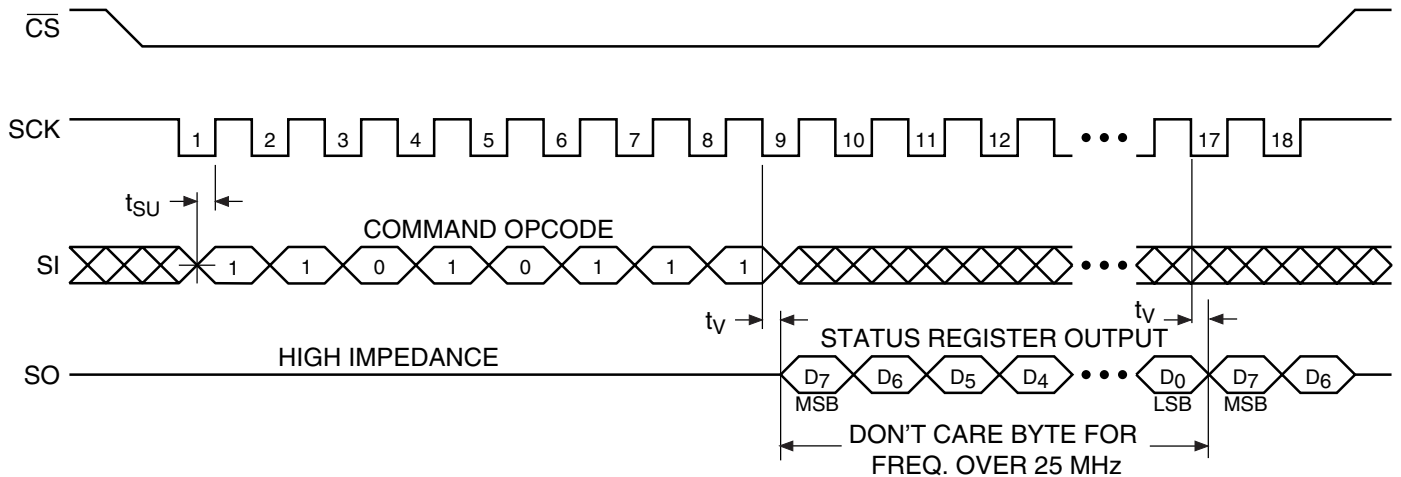 CS
SCK 1 2 3 4 5 6 7 8 9 10 11 12 ••• 17 18
tSU
COMMAND OPCODE
SI 1 1 0 1 0 1 1 1 •••
tV tV
STATUS REGISTER OUTPUT
HIGH IMPEDANCE
SO D7 D6 D5 D4 ••• D0 D7 D6
MSB LSB MSB
DON'T CARE BYTE FOR
FREQ. OVER 25 MHz